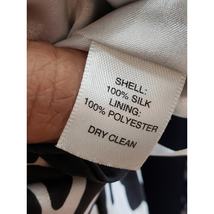 SHELL:
100% SILK
LINING:
100% POLYESTER
DRY CLEAN